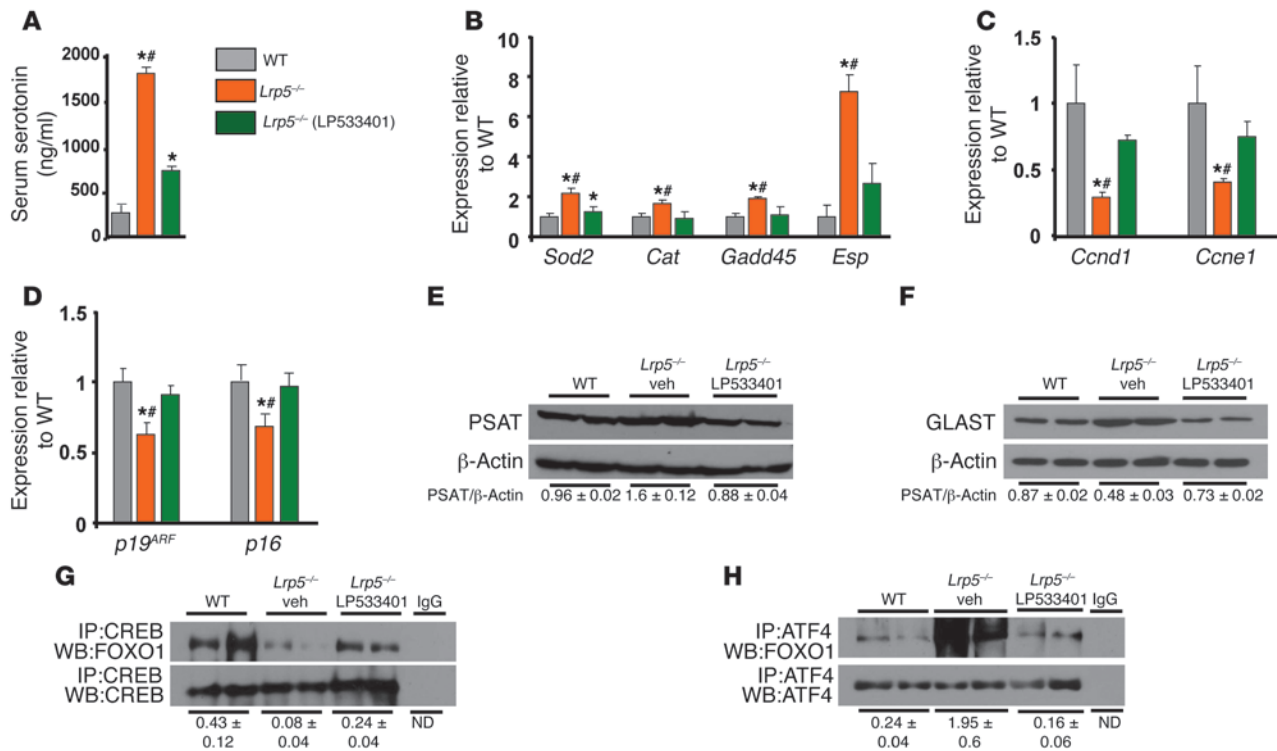 A
Serum serotonin
(ng/ml)
2000
1500
1000
500
0
*#
*
WT
Lrp5−/−
Lrp5−/− (LP533401)
B
Expression relative
to WT
10
8
6
4
2
0
*#
*
*#
*#
*#
Sod2 Cat Gadd45 Esp
C
Expression relative
to WT
1.5
1
0.5
0
*#
*#
Ccnd1 Ccne1
D
Expression relative
to WT
1.5
1
0.5
0
*#
*#
p19ARF p16
E
WT Lrp5−/− veh Lrp5−/− LP533401
PSAT
β-Actin
PSAT/β-Actin 0.96 ± 0.02 1.6 ± 0.12 0.88 ± 0.04
F
WT Lrp5−/− veh Lrp5−/− LP533401
GLAST
β-Actin
PSAT/β-Actin 0.87 ± 0.02 0.48 ± 0.03 0.73 ± 0.02
G
WT Lrp5−/− veh Lrp5−/− LP533401 IgG
IP:CREB
WB:FOXO1
IP:CREB
WB:CREB
0.43 ± 0.12 0.08 ± 0.04 0.24 ± 0.04 ND
H
WT Lrp5−/− veh Lrp5−/− LP533401 IgG
IP:ATF4
WB:FOXO1
IP:ATF4
WB:ATF4
0.24 ± 0.04 1.95 ± 0.6 0.16 ± 0.06 ND